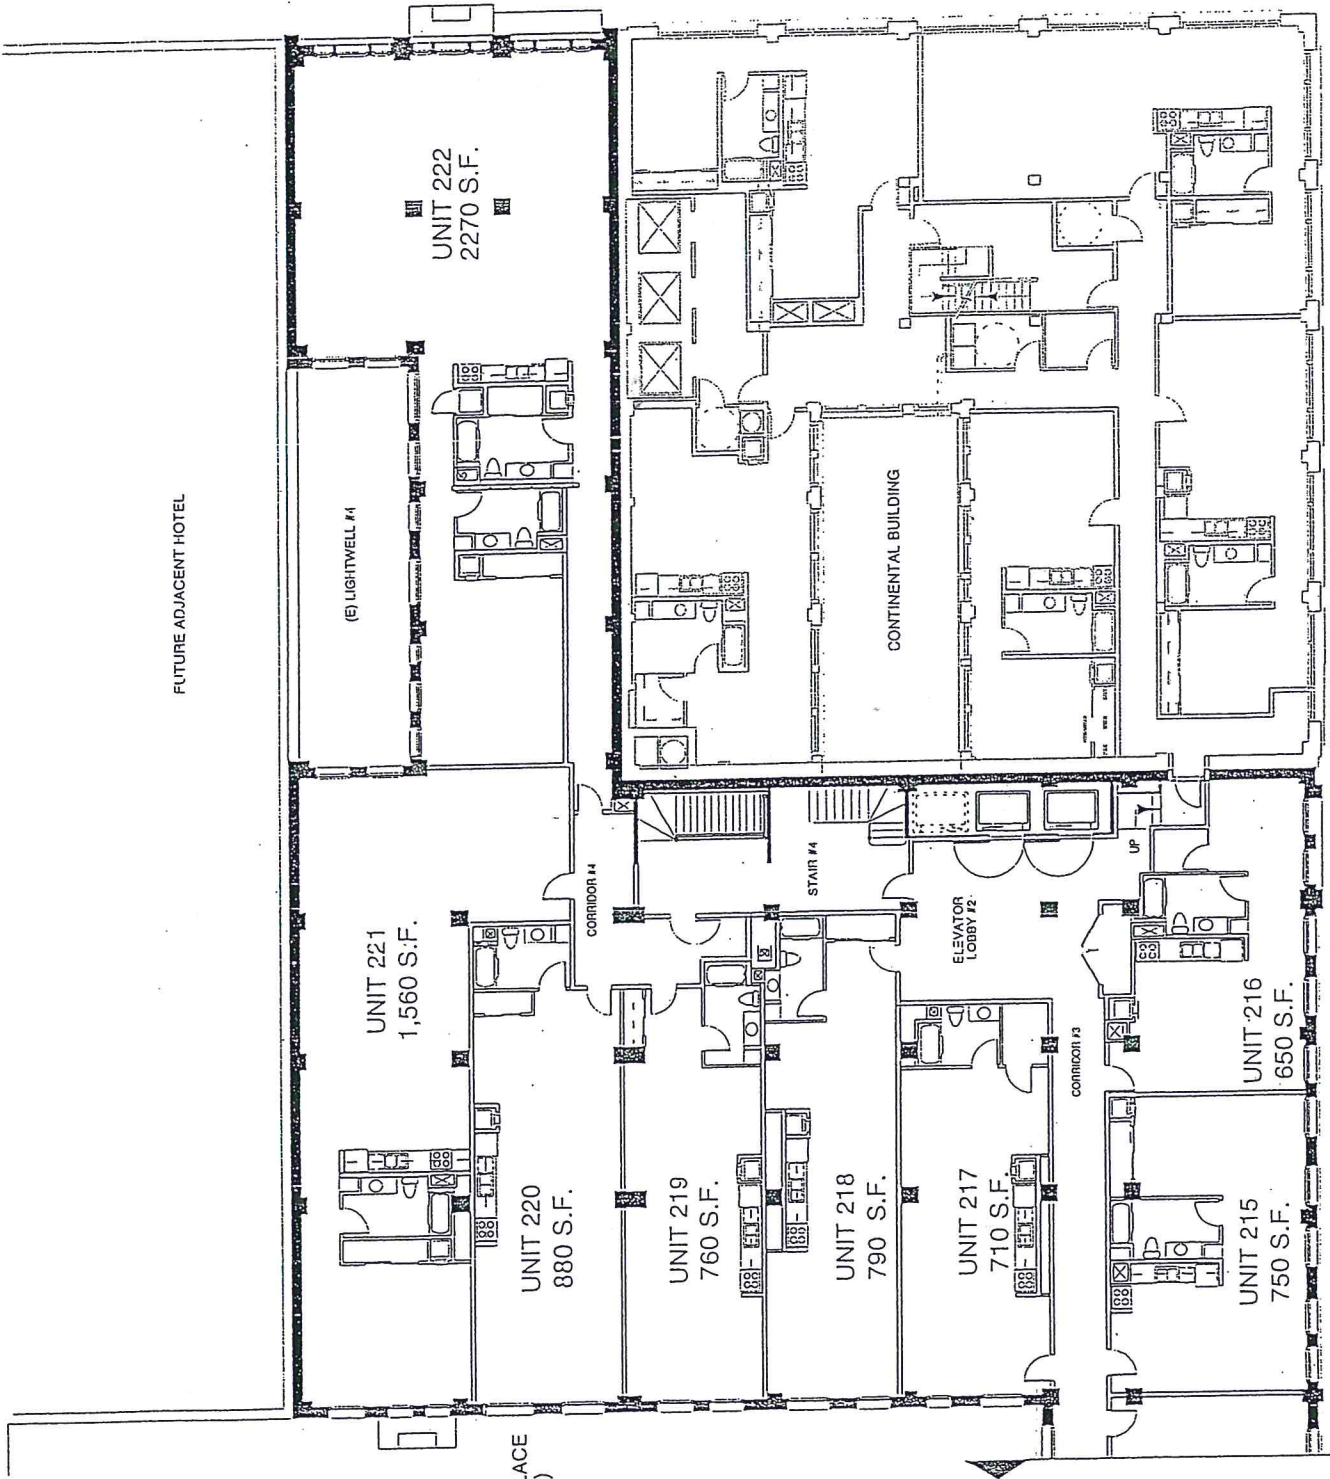 FUTURE ADJACENT HOTEL
(E) LIGHTWELL #4
UNIT 222
2270 S.F.
CONTINENTAL BUILDING
UNIT 221
1,560 S.F.
CORRIDOR #4
STAIR #4
ELEVATOR
LOBBY #2
UP
UNIT 220
880 S.F.
UNIT 219
760 S.F.
UNIT 218
790 S.F.
UNIT 217
710 S.F.
CORRIDOR #3
UNIT 216
650 S.F.
UNIT 215
750 S.F.
LACE
)